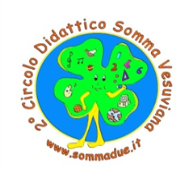 2° Circolo Didattico Somma Vesuviana
www.sommadue.it